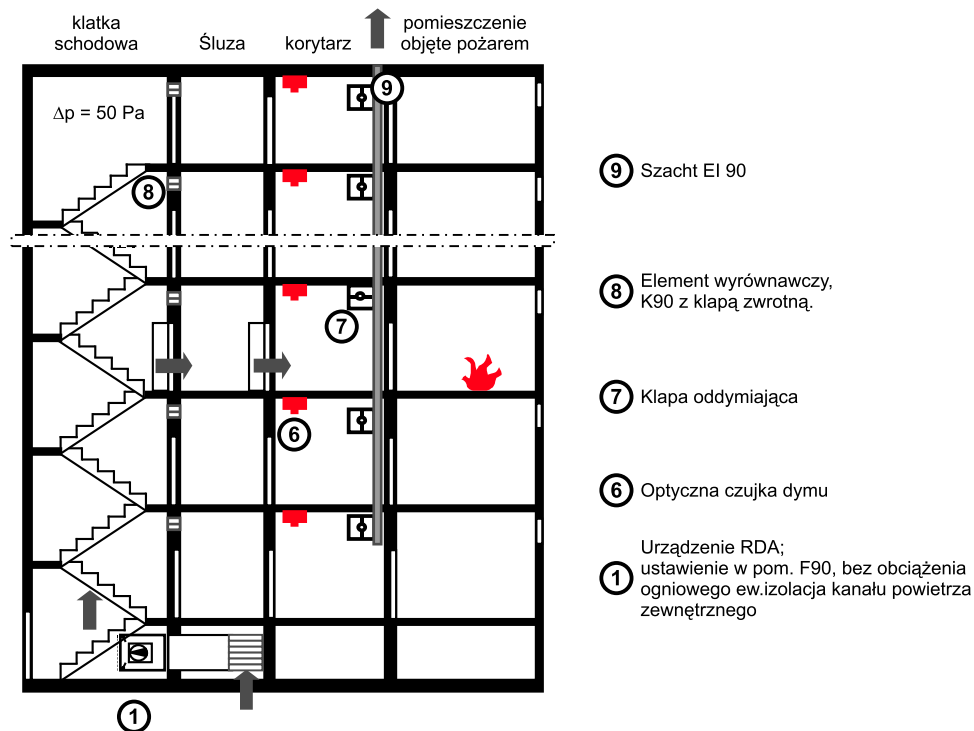 klatka
schodowa
Śluza
korytarz
pomieszczenie
objęte pożarem
Δp = 50 Pa
9
8
7
6
1
9 Szacht EI 90
8 Element wyrównawczy,
K90 z klapą zwrotną.
7 Klapa oddymiająca
6 Optyczna czujka dymu
1 Urządzenie RDA;
ustawienie w pom. F90, bez obciążenia
ogniowego ew.izolacja kanału powietrza
zewnętrznego